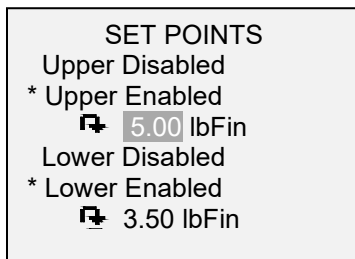 SET POINTS
Upper Disabled
* Upper Enabled
5.00 lbFin
Lower Disabled
* Lower Enabled
3.50 lbFin